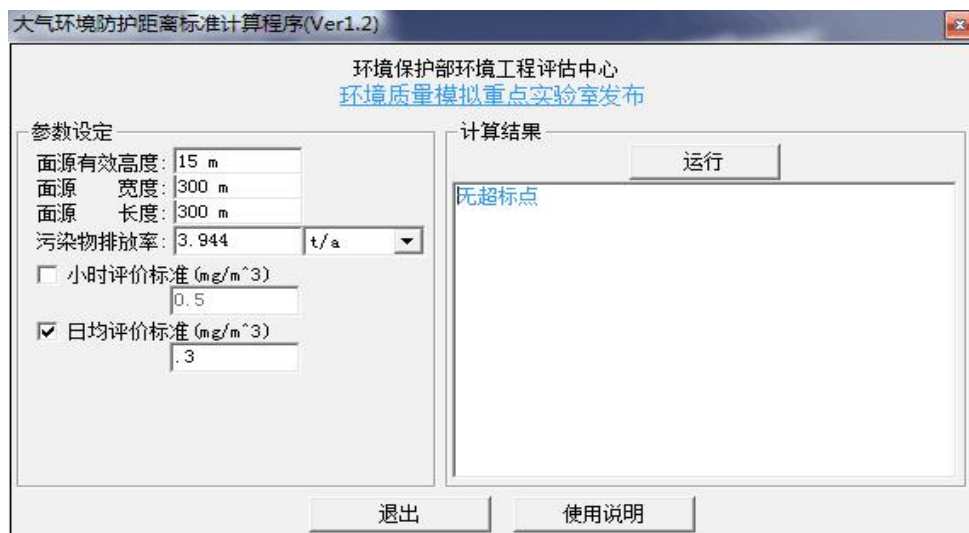 大气环境防护距离标准计算程序(Ver1.2)
环境保护部环境工程评估中心
环境质量模拟重点实验室发布
参数设定
面源有效高度: 15 m
面源 宽度: 300 m
面源 长度: 300 m
污染物排放率: 3.944 t/a
小时评价标准(mg/m^3)
0.5
日均评价标准(mg/m^3)
.3
计算结果
运行
无超标点
退出 使用说明